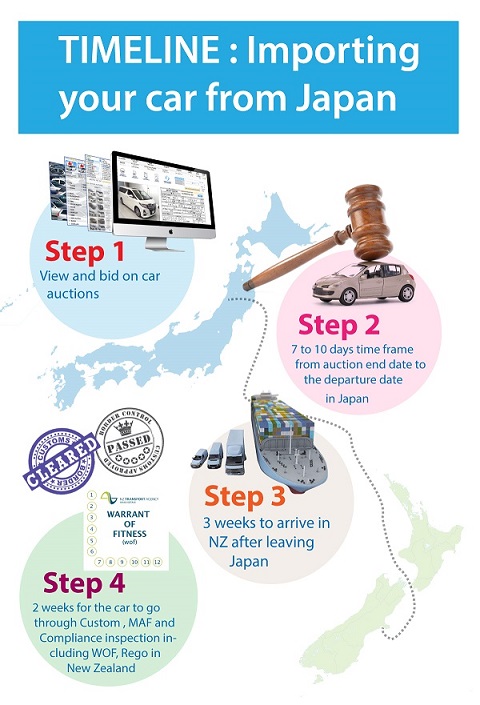 TIMELINE : Importing
your car from Japan
Step 1
View and bid on car
auctions
Step 2
7 to 10 days time frame
from auction end date to
the departure date
in Japan
BORDER CONTROL
PASSED
CUSTOMS APPROVED
CUSTOMS
CLEARED
BORDER
Step 3
3 weeks to arrive in
NZ after leaving
Japan
1
2
3
4
5
6
NZ TRANSPORT AGENCY
WARRANT
OF
FITNESS
(wof)
7 8 9 10 11 12
Step 4
2 weeks for the car to go
through Custom , MAF and
Compliance inspection in-
cluding WOF, Rego in
New Zealand